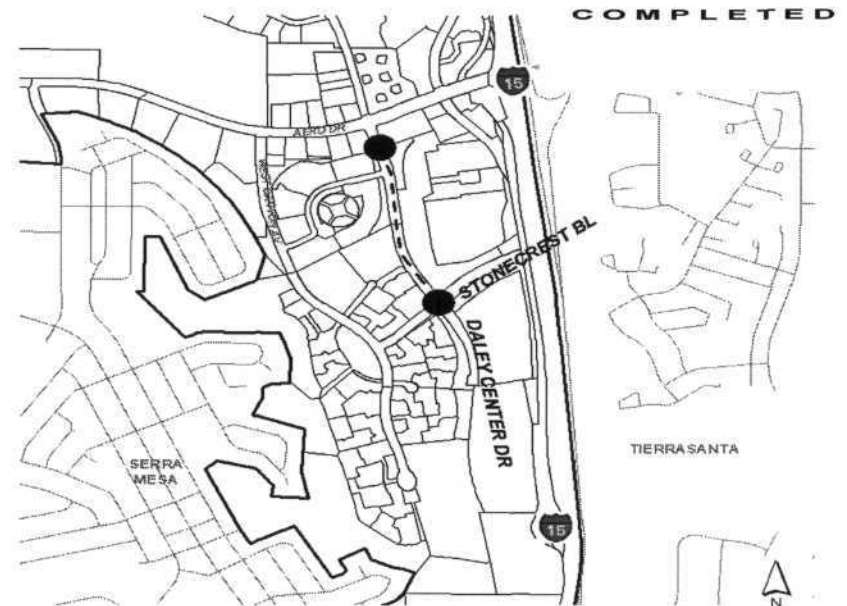 COMPLETED
15
AERO DR
STONECREST BL
DALEY CENTER DR
TIERRASANTA
SERRA
MESA
15
N